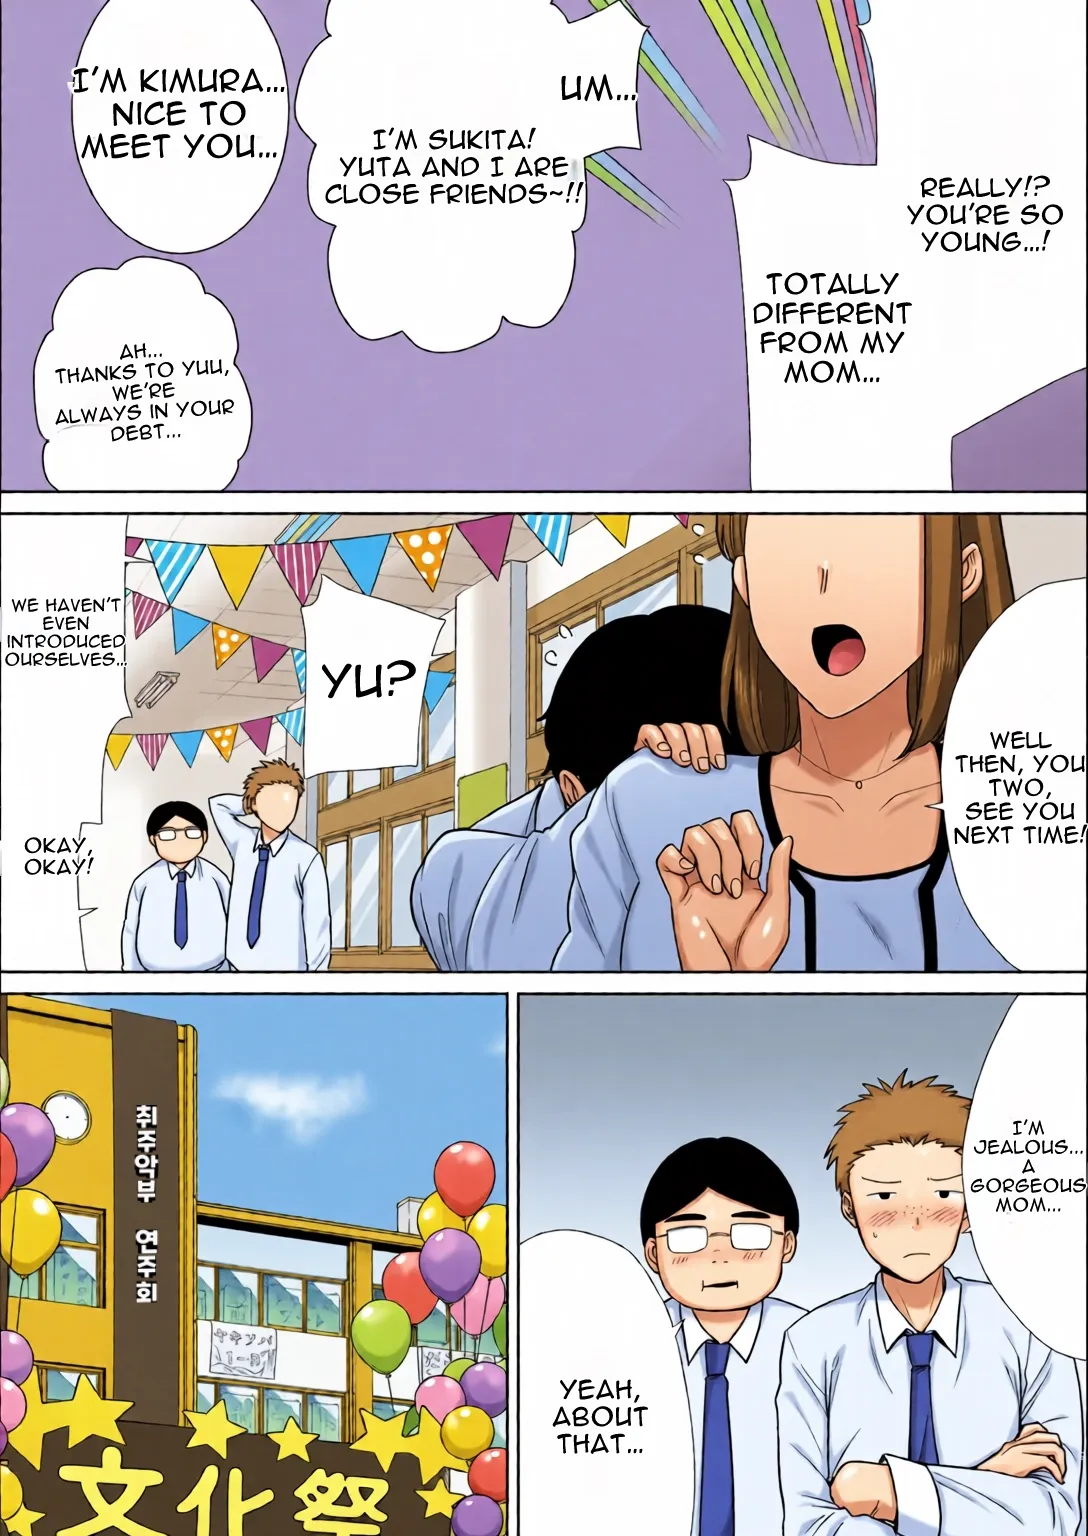 REALLY!?
YOU'RE SO
YOUNG...!
TOTALLY
DIFFERENT
FROM MY
MOM...
UM...
I'M SUKITA!
YUTA AND I ARE
CLOSE FRIENDS~!!
I'M KIMURA...
NICE TO
MEET YOU...
AH...
THANKS TO YUU,
WE'RE
ALWAYS IN YOUR
DEBT...
WELL
THEN, YOU
TWO,
SEE YOU
NEXT TIME!
YU?
WE HAVEN'T
EVEN
INTRODUCED
OURSELVES...
OKAY,
OKAY!
I'M
JEALOUS...
A
GORGEOUS
MOM...
YEAH,
ABOUT
THAT...
취주악부 연주회
文化祭